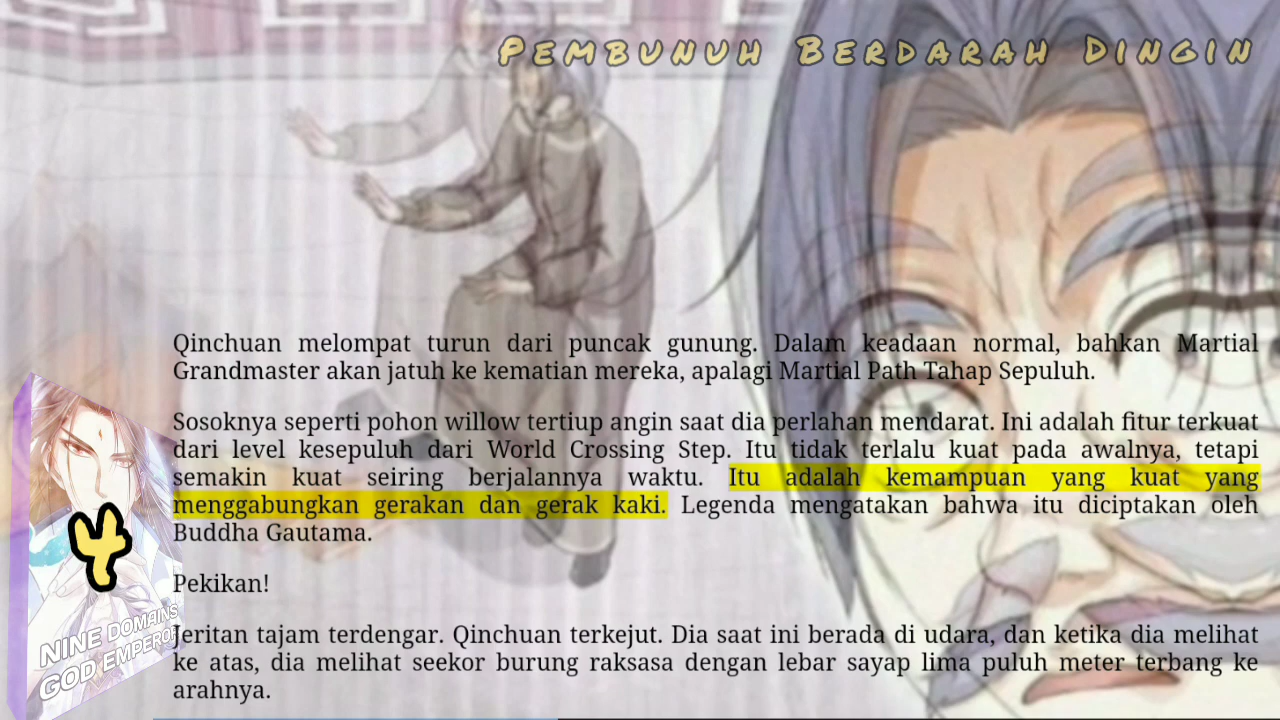 Pembunuh Berdarah Dingin
Qinchuan melompat turun dari puncak gunung. Dalam keadaan normal, bahkan Martial
Grandmaster akan jatuh ke kematian mereka, apalagi Martial Path Tahap Sepuluh.
Sosoknya seperti pohon willow tertiup angin saat dia perlahan mendarat. Ini adalah fitur terkuat
dari level kesepuluh dari World Crossing Step. Itu tidak terlalu kuat pada awalnya, tetapi
semakin kuat seiring berjalannya waktu. Itu adalah kemampuan yang kuat yang
menggabungkan gerakan dan gerak kaki. Legenda mengatakan bahwa itu diciptakan oleh
Buddha Gautama.
Pekikan!
Jeritan tajam terdengar. Qinchuan terkejut. Dia saat ini berada di udara, dan ketika dia melihat
ke atas, dia melihat seekor burung raksasa dengan lebar sayap lima puluh meter terbang ke
arahnya.
4
NINE DOMAINS
GOD EMPEROR